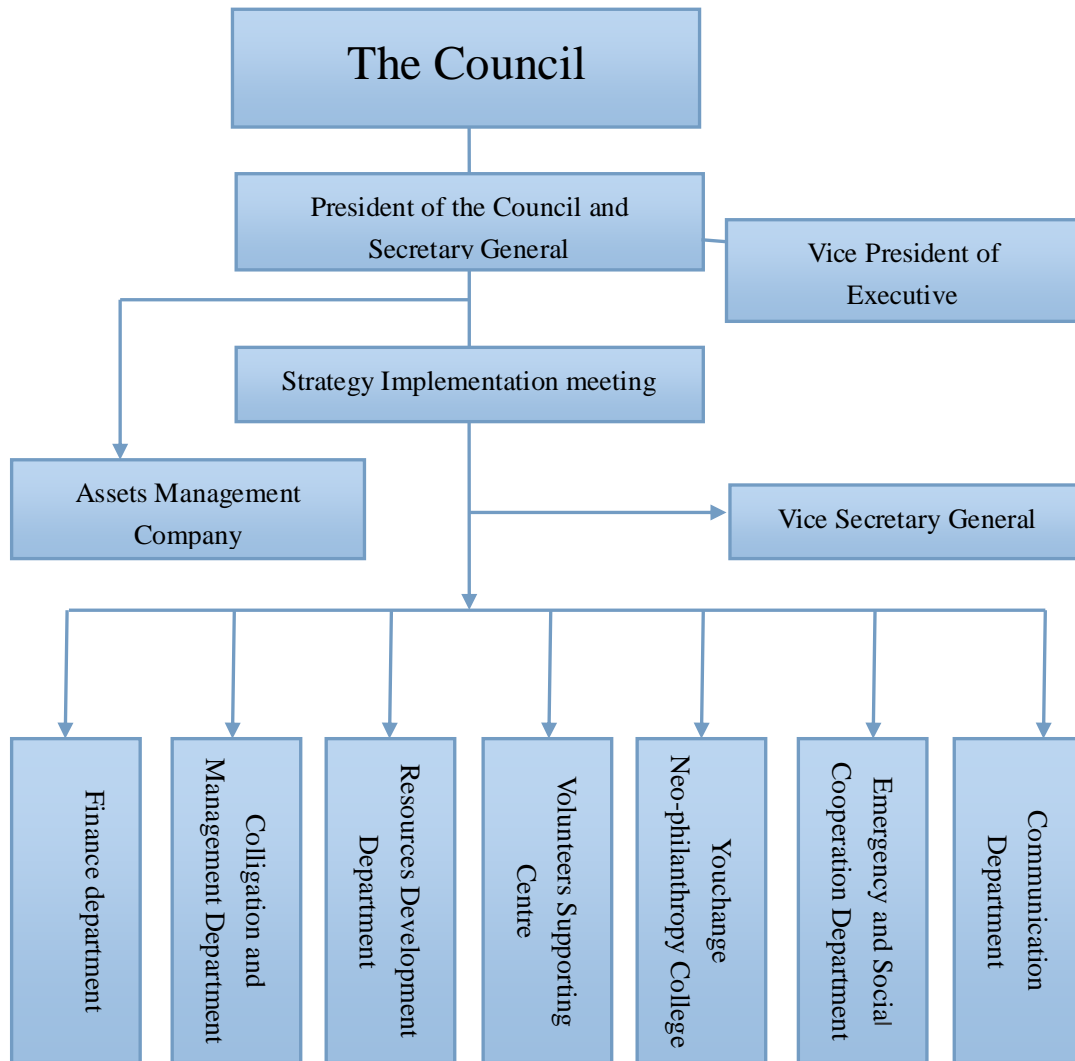 The Council
President of the Council and
Secretary General
Vice President of
Executive
Strategy Implementation meeting
Assets Management
Company
Vice Secretary General
Finance department
Colligation and
Management Department
Resources Development
Department
Volunteers Supporting
Centre
Youchange
Neo-philanthropy College
Emergency and Social
Cooperation Department
Communication
Department